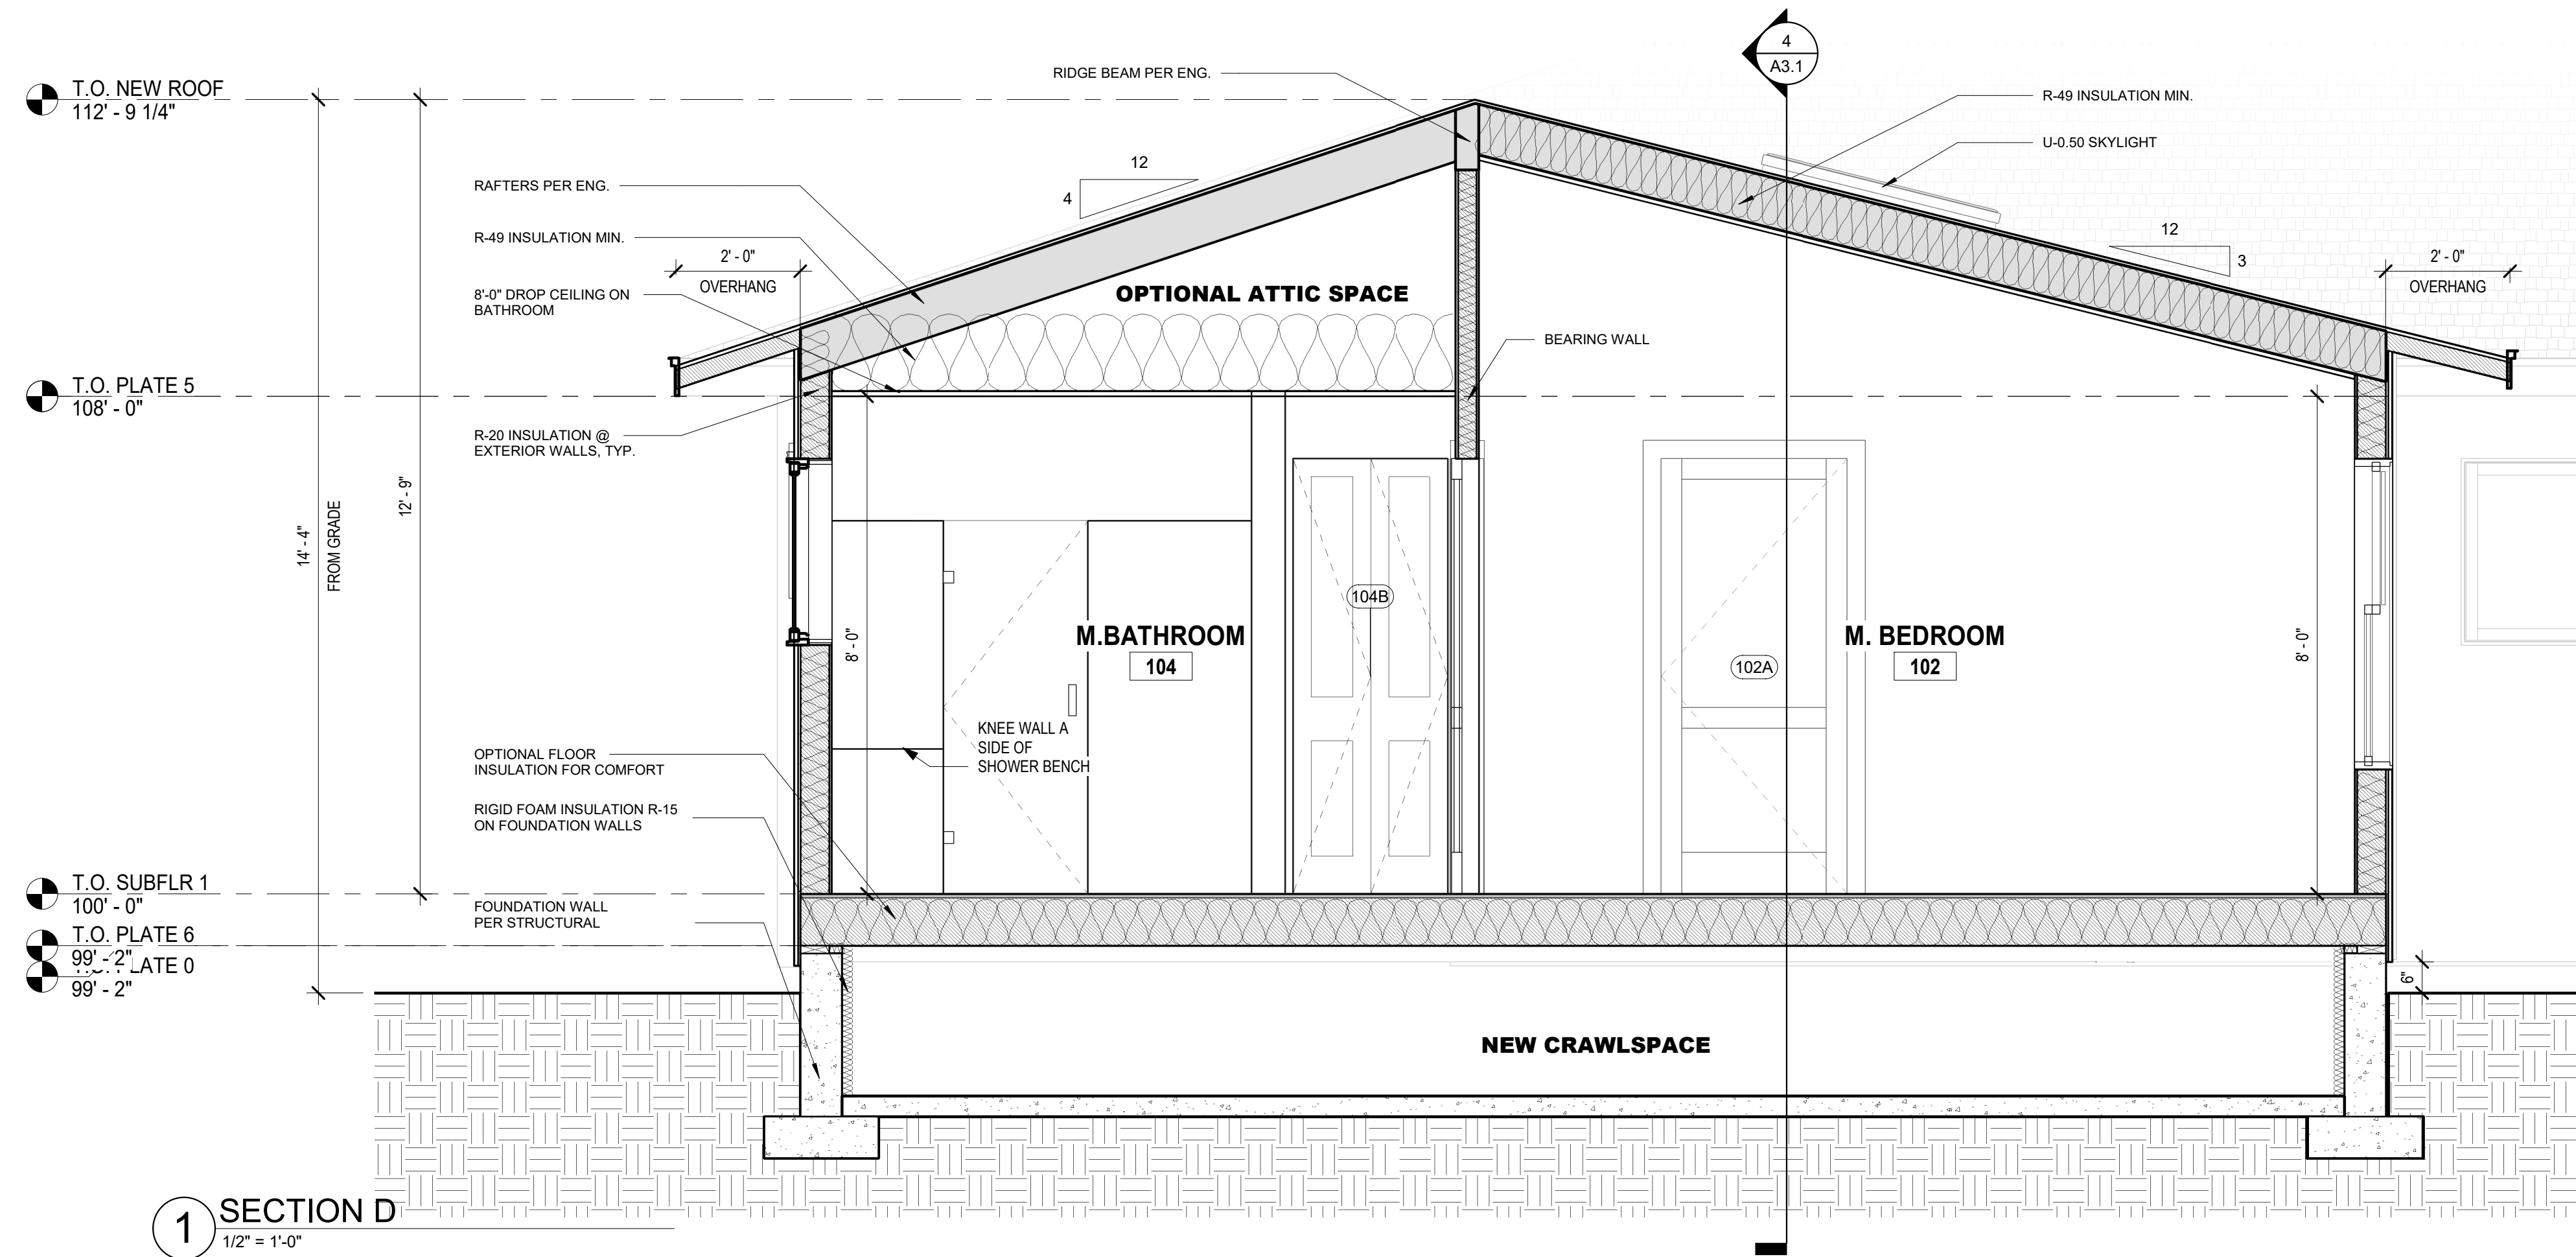 4
A3.1
RIDGE BEAM PER ENG.
T.O. NEW ROOF
112' - 9 1/4"
R-49 INSULATION MIN.
U-0.50 SKYLIGHT
12
4
RAFTERS PER ENG.
R-49 INSULATION MIN.
2' - 0"
OVERHANG
12
3
2' - 0"
OVERHANG
8'-0" DROP CEILING ON
BATHROOM
OPTIONAL ATTIC SPACE
BEARING WALL
T.O. PLATE 5
108' - 0"
R-20 INSULATION @
EXTERIOR WALLS, TYP.
14' - 4"
FROM GRADE
12' - 9"
8' - 0"
104B
M.BATHROOM
104
102A
M. BEDROOM
102
8' - 0"
KNEE WALL A
SIDE OF
SHOWER BENCH
OPTIONAL FLOOR
INSULATION FOR COMFORT
RIGID FOAM INSULATION R-15
ON FOUNDATION WALLS
T.O. SUBFLR 1
100' - 0"
FOUNDATION WALL
PER STRUCTURAL
T.O. PLATE 6
99' - 2"
PLATE 0
99' - 2"
6"
NEW CRAWLSPACE
1
SECTION D
1/2" = 1'-0"